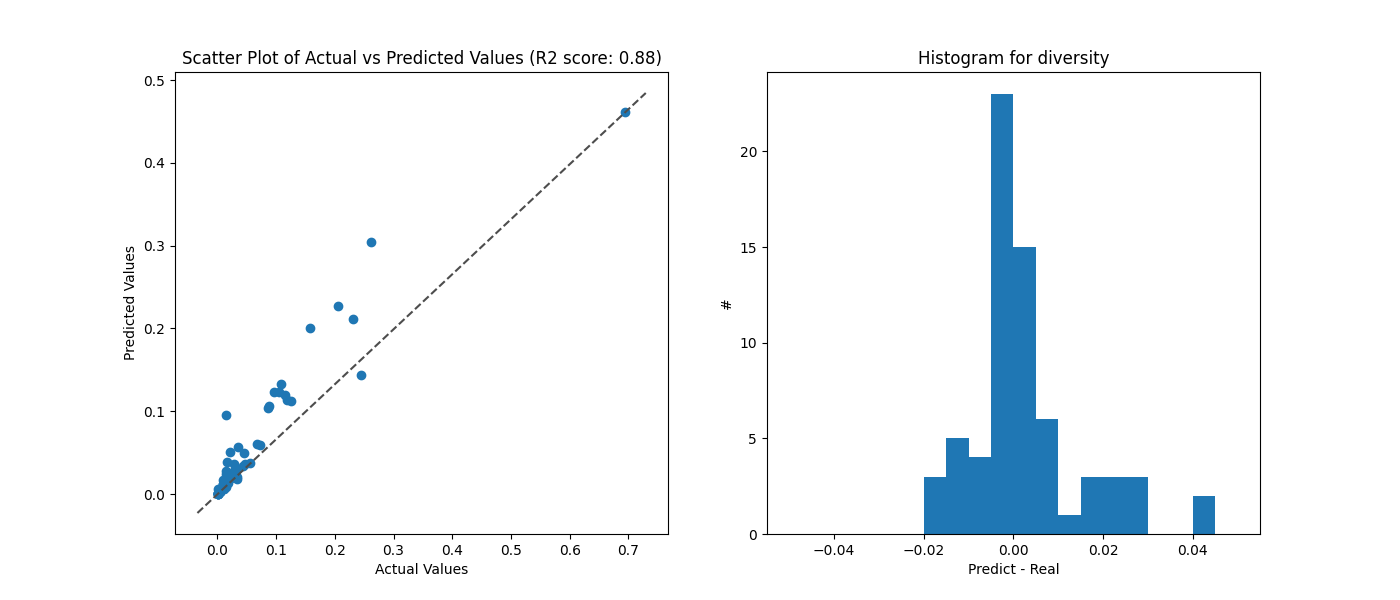 Scatter Plot of Actual vs Predicted Values (R2 score: 0.88)
0.5
0.4
0.3
0.2
0.1
0.0
Predicted Values
0.0 0.1 0.2 0.3 0.4 0.5 0.6 0.7
Actual Values
Histogram for diversity
20
15
10
5
0
#
−0.04 −0.02 0.00 0.02 0.04
Predict - Real